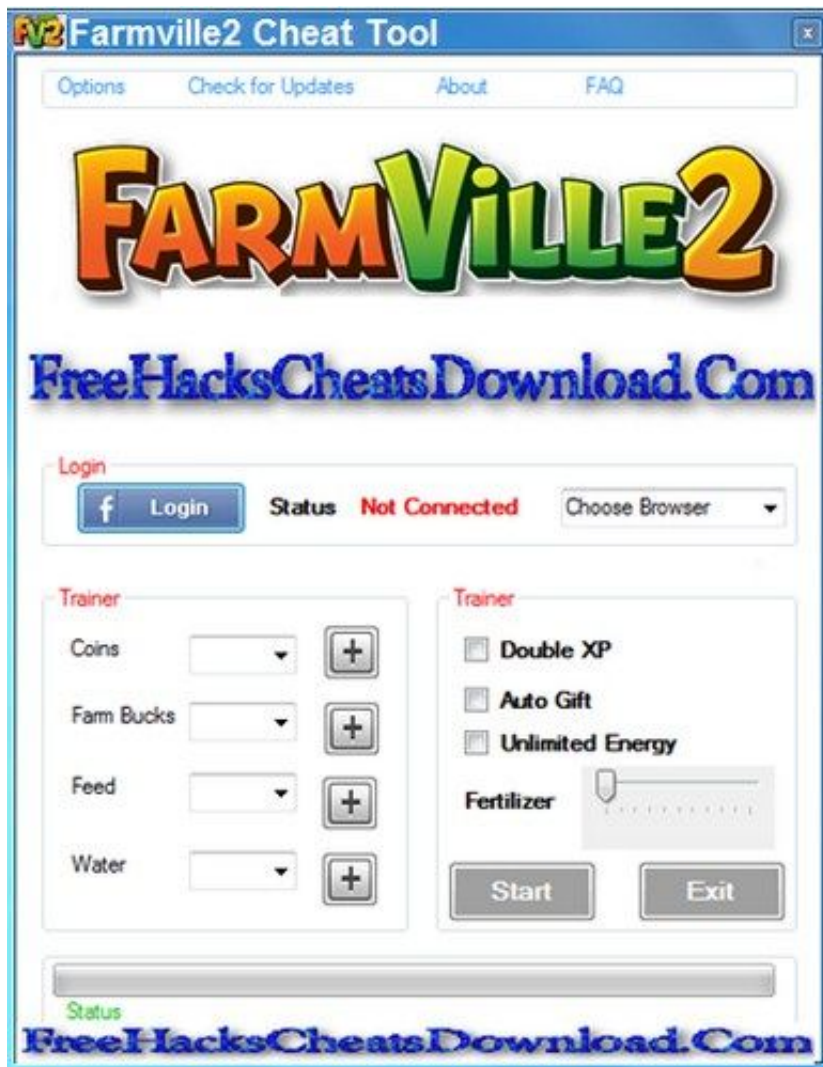 FV2 Farmville2 Cheat Tool x
Options Check for Updates About FAQ
FARMVILLE2
FreeHacksCheatsDownload.Com
Login
f Login Status Not Connected Choose Browser
Trainer
Coins
Farm Bucks
Feed
Water
Trainer
Double XP
Auto Gift
Unlimited Energy
Fertilizer
Start Exit
Status
FreeHacksCheatsDownload.Com